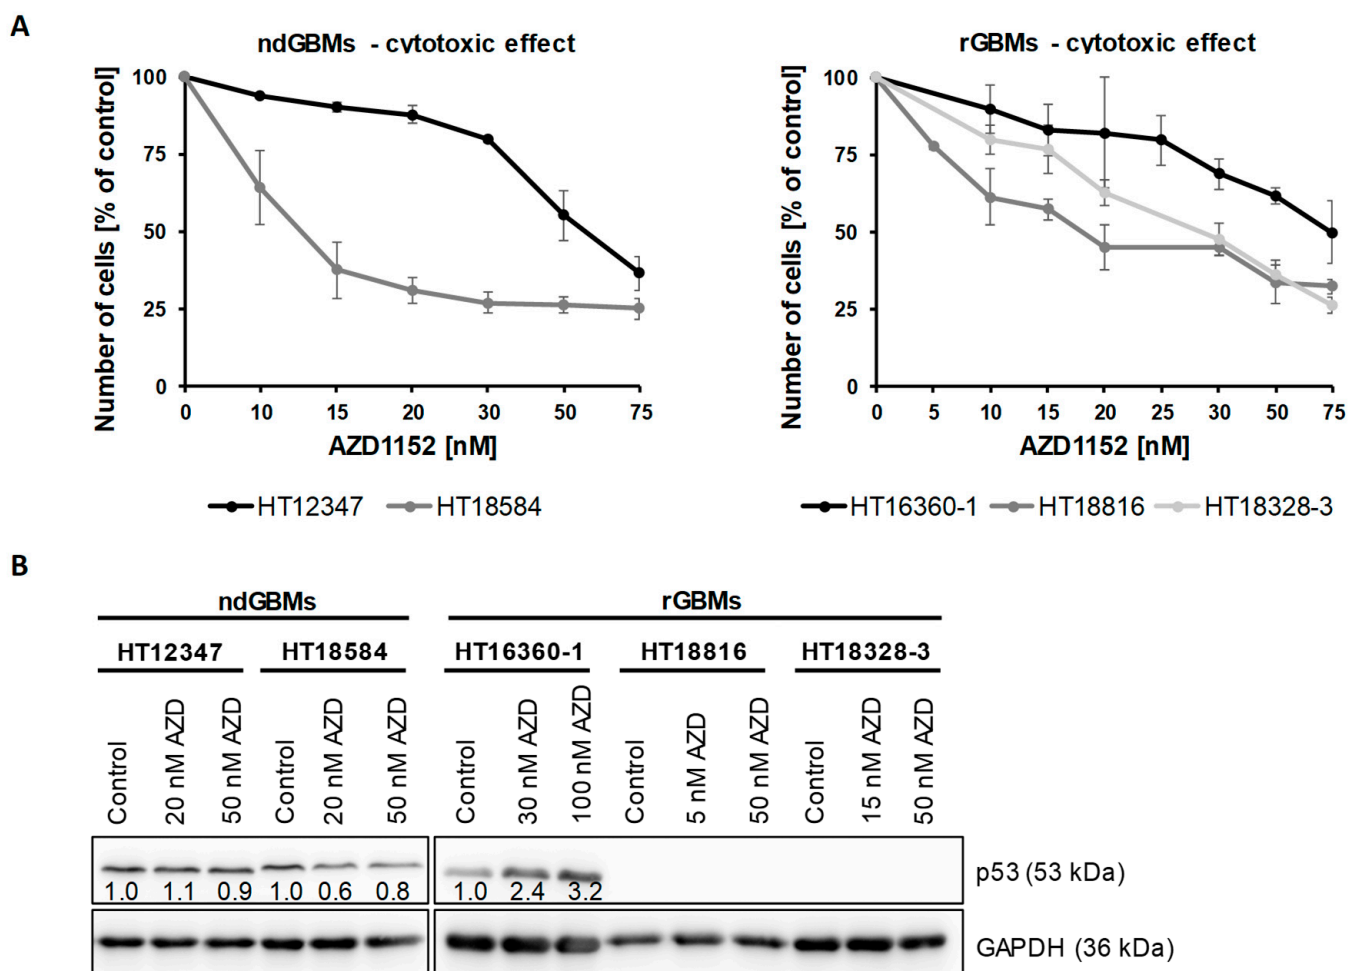 A
ndGBMs - cytotoxic effect
Number of cells [% of control]
100
75
50
25
0
0 10 15 20 30 50 75
AZD1152 [nM]
HT12347 HT18584
rGBMs - cytotoxic effect
Number of cells [% of control]
100
75
50
25
0
0 5 10 15 20 25 30 50 75
AZD1152 [nM]
HT16360-1 HT18816 HT18328-3
B
ndGBMs rGBMs
HT12347 HT18584 HT16360-1 HT18816 HT18328-3
Control
20 nM AZD
50 nM AZD
Control
20 nM AZD
50 nM AZD
Control
30 nM AZD
100 nM AZD
Control
5 nM AZD
50 nM AZD
Control
15 nM AZD
50 nM AZD
1.0 1.1 0.9 1.0 0.6 0.8 1.0 2.4 3.2
p53 (53 kDa)
GAPDH (36 kDa)